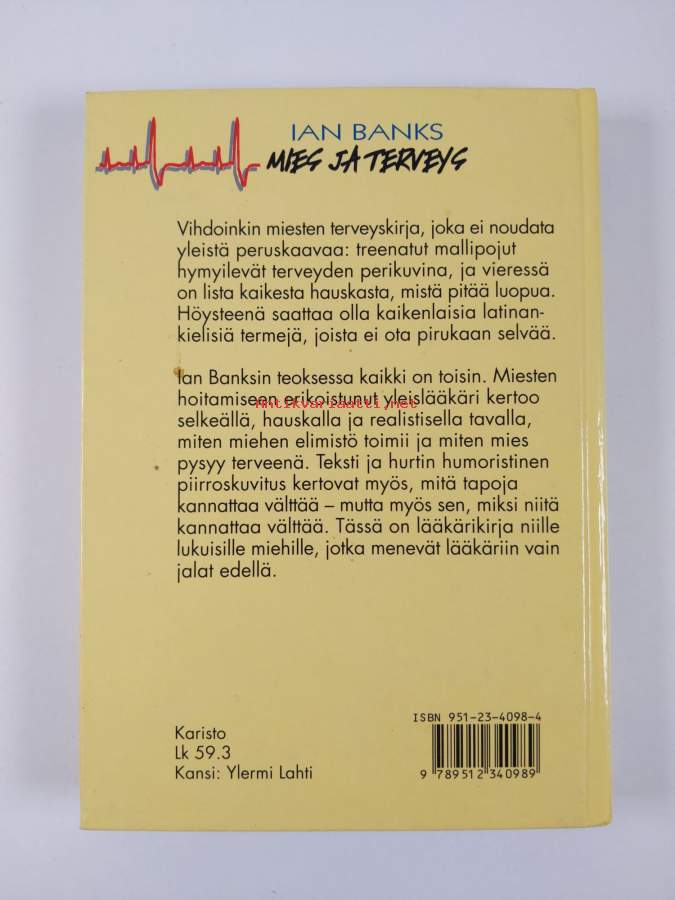 IAN BANKS
MIES JA TERVEYS
Vihdoinkin miesten terveyskirja, joka ei noudata
yleistä peruskaavaa: treenatut mallipojut
hymyilevät terveyden perikuvina, ja vieressä
on lista kaikesta hauskasta, mistä pitää luopua.
Höysteenä saattaa olla kaikenlaisia latinan-
kielisiä termejä, joista ei ota pirukaan selvää.
Ian Banksin teoksessa kaikki on toisin. Miesten
hoitamiseen erikoistunut yleislääkäri kertoo
Antikvariaatti.net
selkeällä, hauskalla ja realistisella tavalla,
miten miehen elimistö toimii ja miten mies
pysyy terveenä. Teksti ja hurtin humoristinen
piirroskuvitus kertovat myös, mitä tapoja
kannattaa välttää – mutta myös sen, miksi niitä
kannattaa välttää. Tässä on lääkärikirja niille
lukuisille miehille, jotka menevät lääkäriin vain
jalat edellä.
Karisto
Lk 59.3
Kansi: Ylermi Lahti
ISBN 951-23-4098-4
9 789512 340989